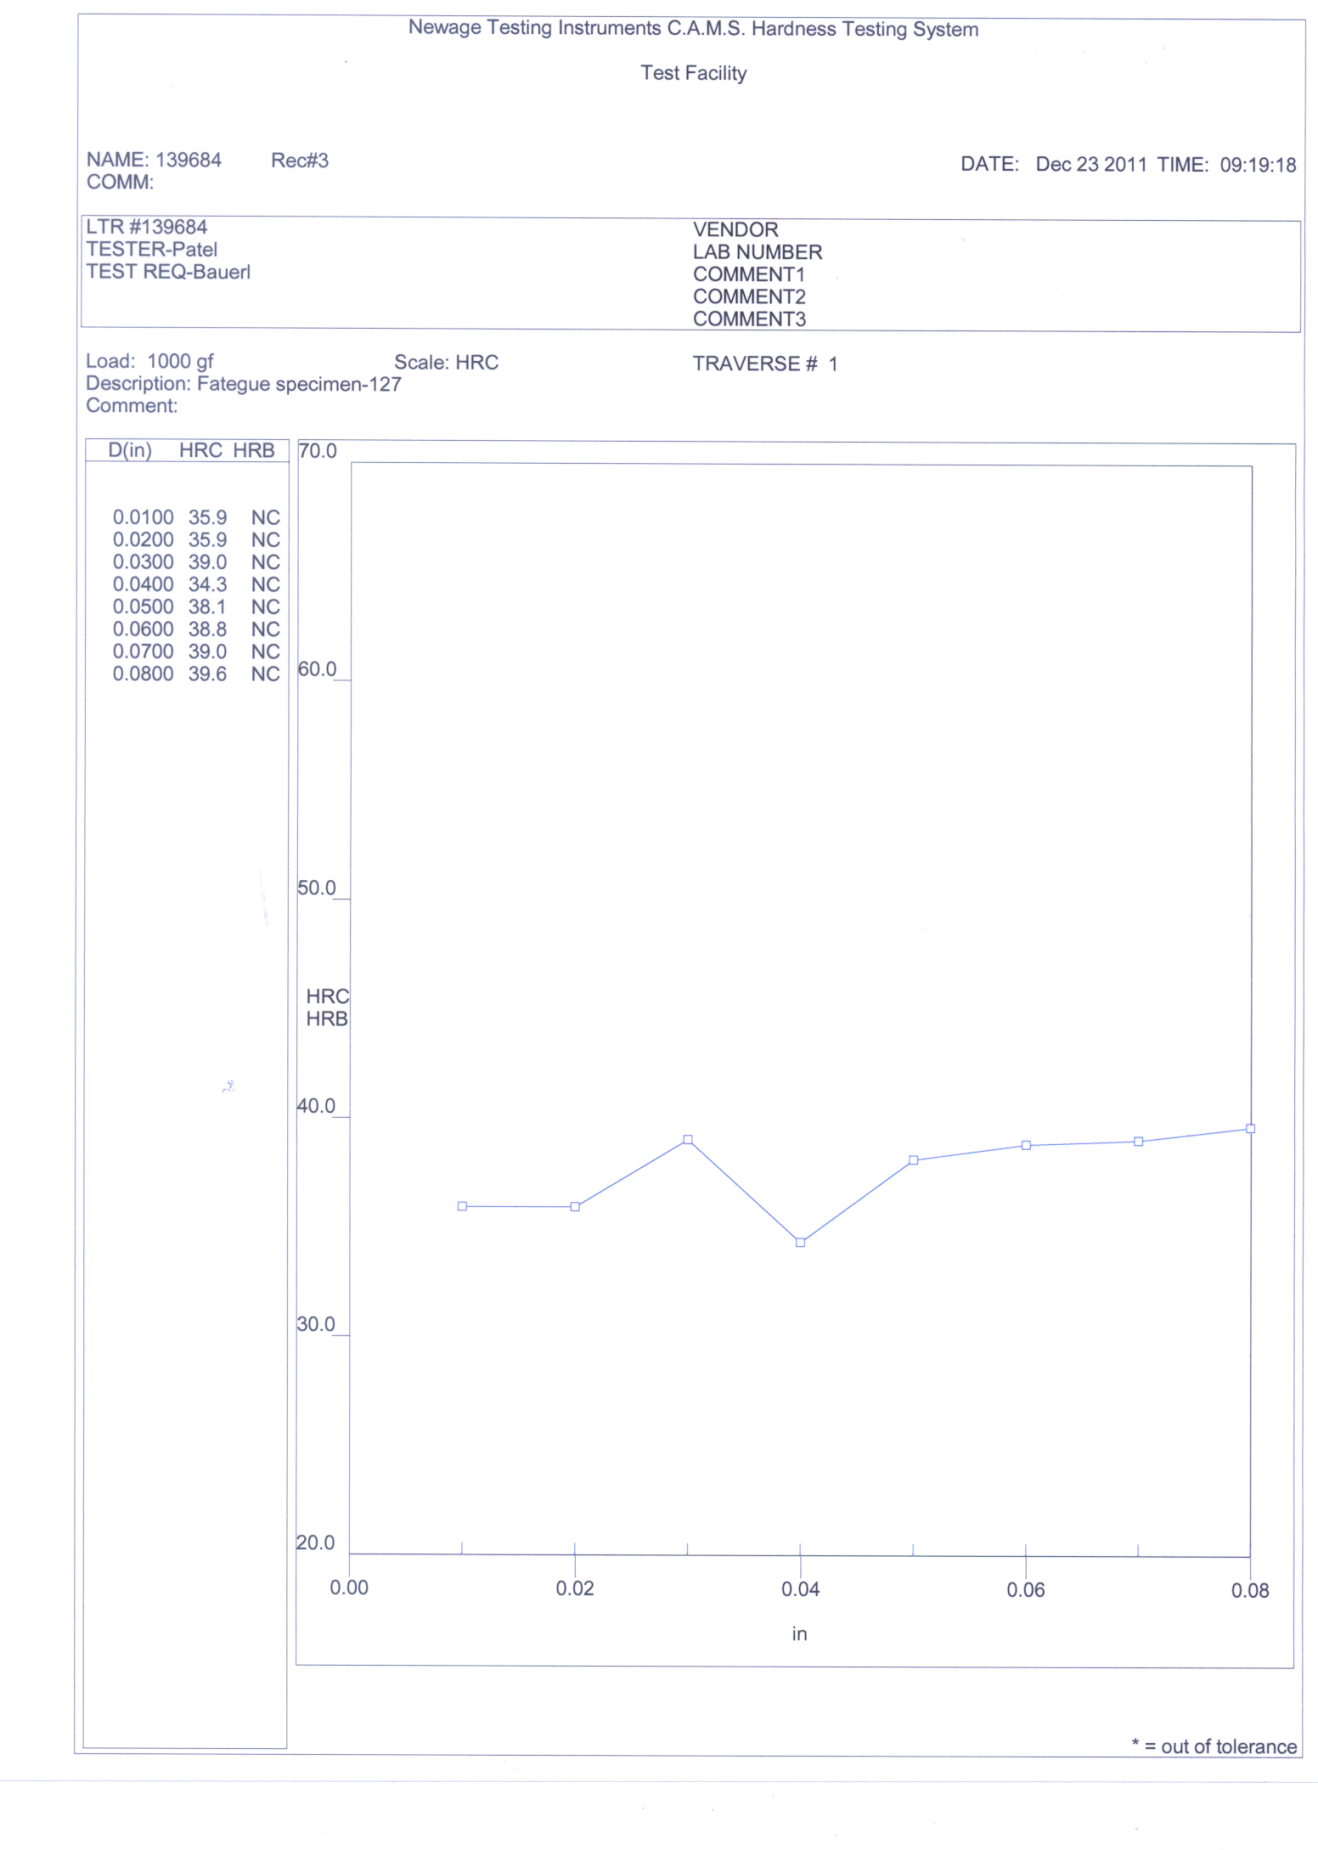 Newage Testing Instruments C.A.M.S. Hardness Testing System
Test Facility
NAME: 139684 Rec#3
DATE: Dec 23 2011 TIME: 09:19:18
COMM:
LTR #139684
TESTER-Patel
TEST REQ-Bauerl
VENDOR
LAB NUMBER
COMMENT1
COMMENT2
COMMENT3
Load: 1000 gf Scale: HRC TRAVERSE # 1
Description: Fategue specimen-127
Comment:
D(in) HRC HRB
0.0100 35.9 NC
0.0200 35.9 NC
0.0300 39.0 NC
0.0400 34.3 NC
0.0500 38.1 NC
0.0600 38.8 NC
0.0700 39.0 NC
0.0800 39.6 NC
70.0
60.0
50.0
HRC
HRB
40.0
30.0
20.0
0.00 0.02 0.04 0.06 0.08
in
* = out of tolerance